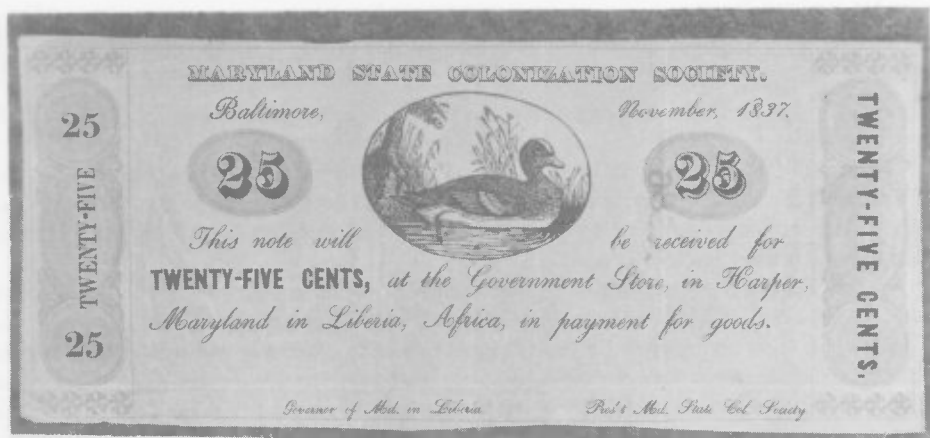 MARYLAND STATE COLONIZATION SOCIETY.
Baltimore, November, 1837.
25
TWENTY-FIVE
25
25 25
This note will be received for
TWENTY-FIVE CENTS, at the Government Store, in Harper,
Maryland in Liberia, Africa, in payment for goods.
Governor of Md. in Liberia Pres't Md. State Col. Society
TWENTY-FIVE CENTS.